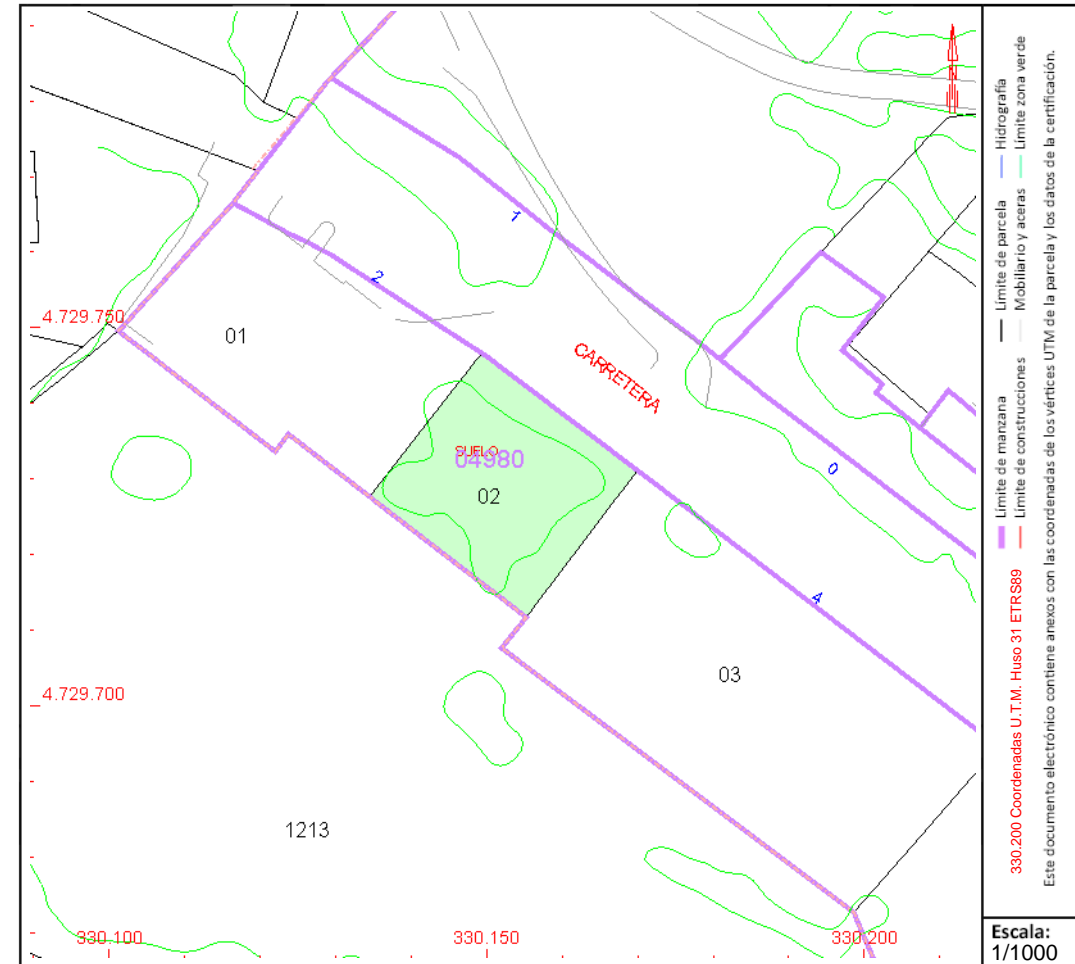 1
2
4.729.750
01
CARRETERA
SUELO
04980
0
02
4
4.729.700
03
1213
330.100
330.150
330.200
Límite de manzana
Límite de parcela
Hidrografía
Límite de construcciones
Mobiliario y aceras
Límite zona verde
330.200 Coordenadas U.T.M. Huso 31 ETRS89
Este documento electrónico contiene anexos con las coordenadas de los vértices UTM de la parcela y los datos de la certificación.
Escala:
1/1000